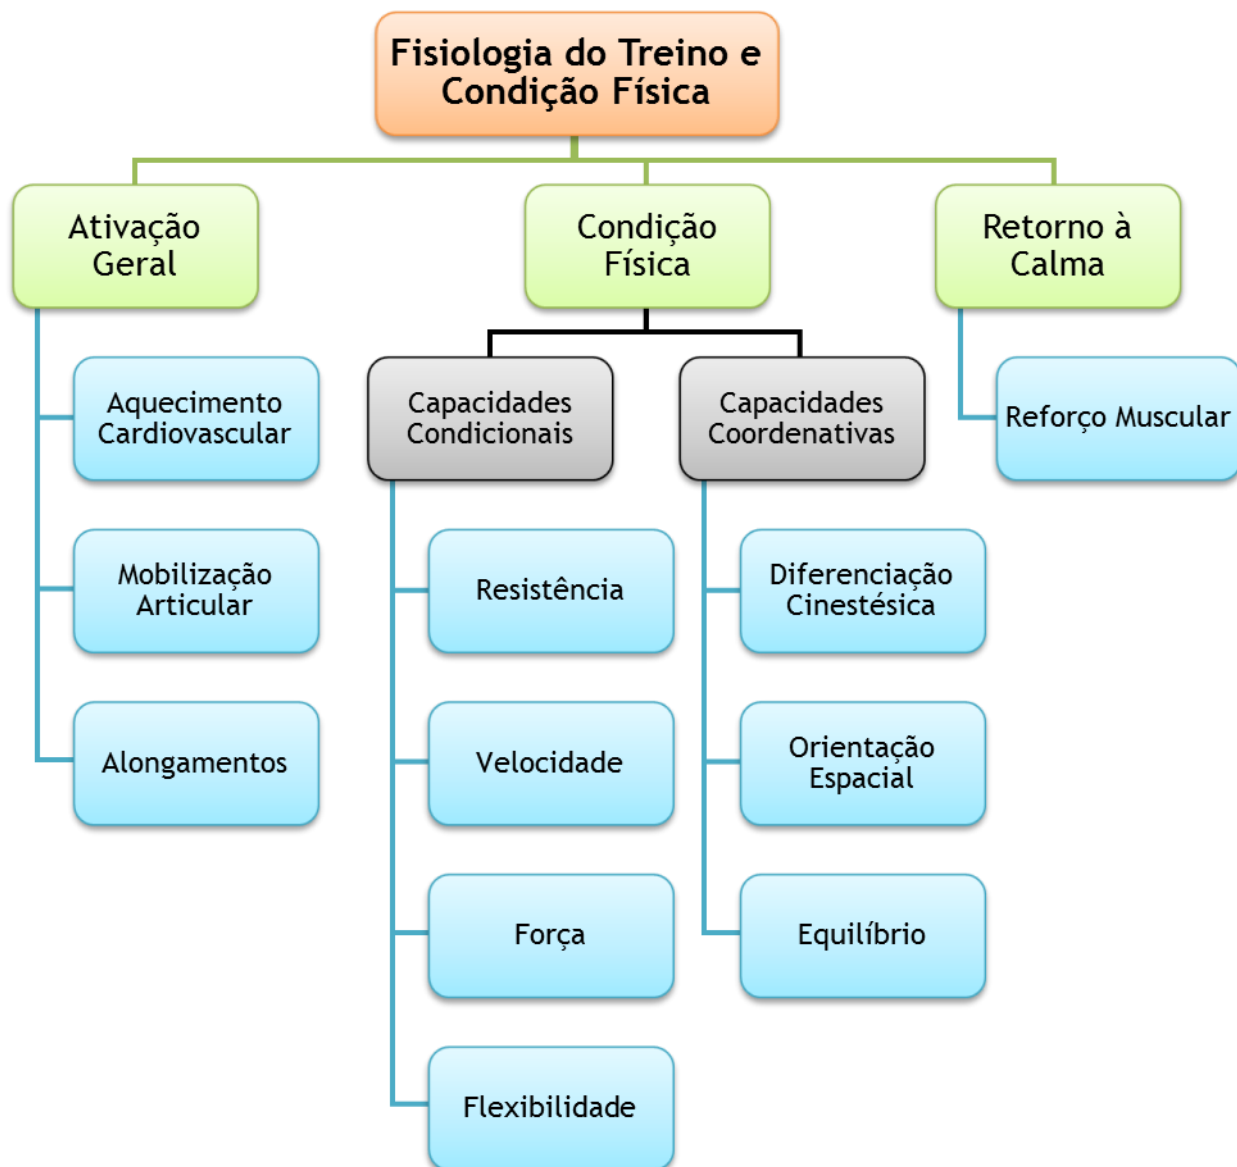 Fisiologia do Treino e
Condição Física
Ativação
Geral
Aquecimento
Cardiovascular
Mobilização
Articular
Alongamentos
Condição
Física
Capacidades
Condicionais
Resistência
Velocidade
Força
Flexibilidade
Capacidades
Coordenativas
Diferenciação
Cinestésica
Orientação
Espacial
Equilíbrio
Retorno à
Calma
Reforço Muscular